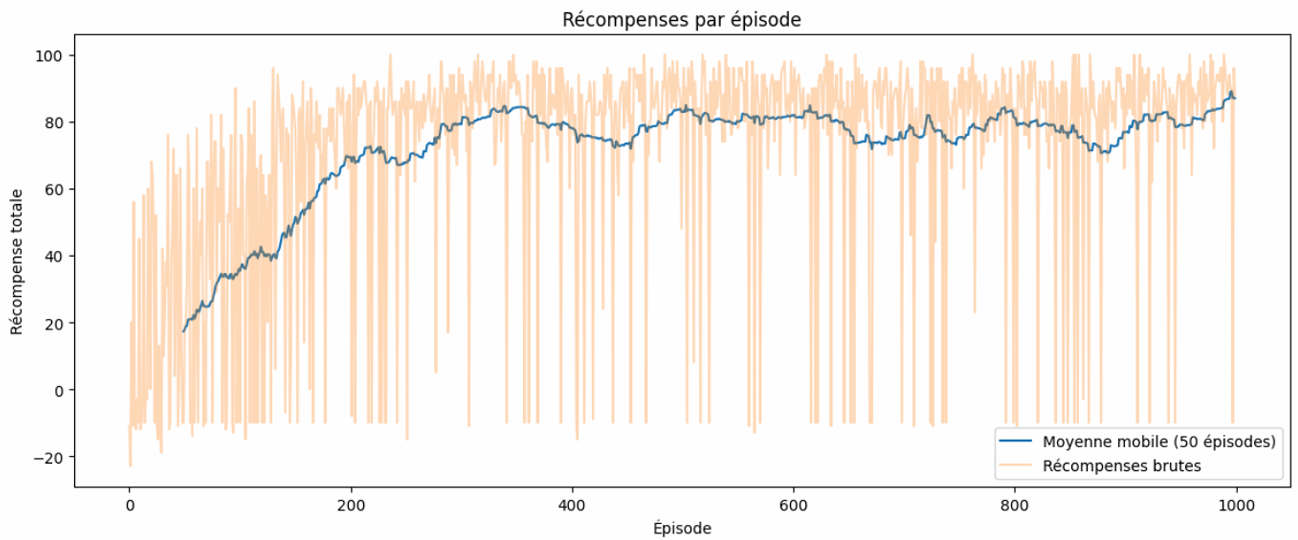 Récompenses par épisode
Récompense totale
100
80
60
40
20
0
−20
0
200
400
600
800
1000
Épisode
Moyenne mobile (50 épisodes)
Récompenses brutes